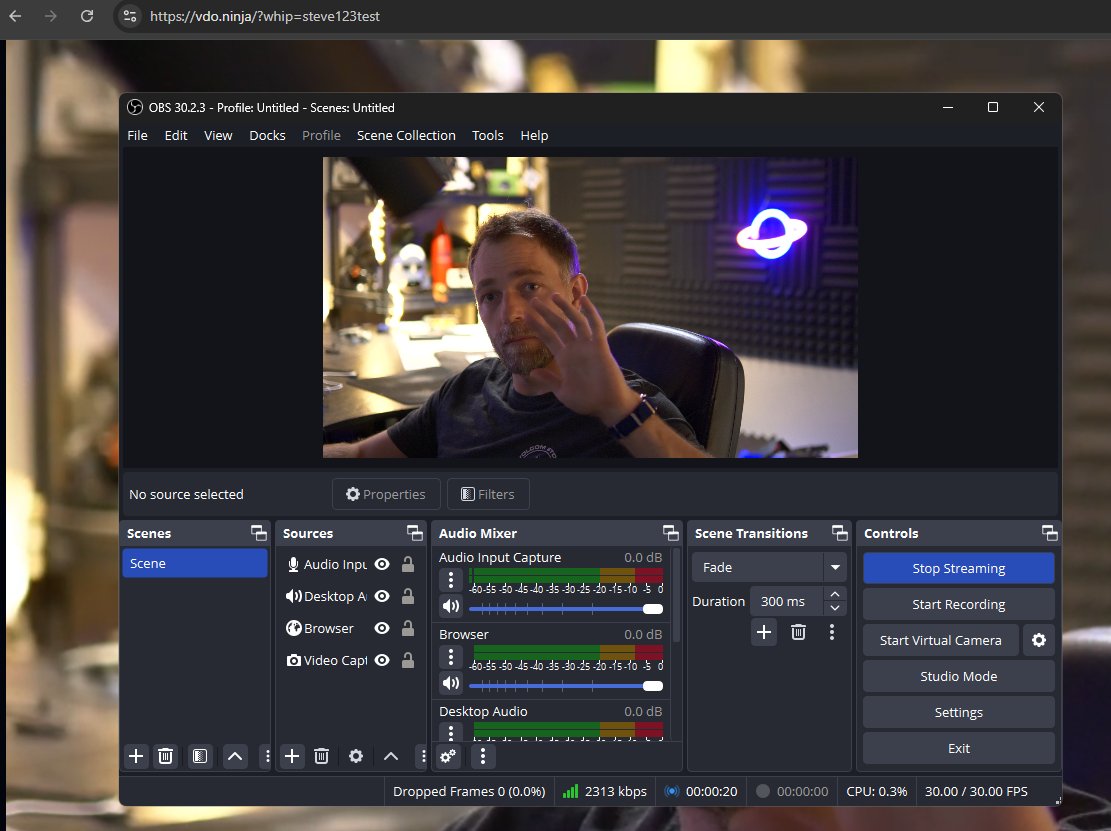 https://vdo.ninja/?whip=steve123test
OBS 30.2.3 - Profile: Untitled - Scenes: Untitled
File Edit View Docks Profile Scene Collection Tools Help
No source selected
Properties
Filters
Scenes
Scene
Sources
Audio Inpu
Desktop A
Browser
Video Capt
Audio Mixer
Audio Input Capture 0.0 dB
-60 -55 -50 -45 -40 -35 -30 -25 -20 -15 -10 -5 0
Browser 0.0 dB
-60 -55 -50 -45 -40 -35 -30 -25 -20 -15 -10 -5 0
Desktop Audio 0.0 dB
Scene Transitions
Fade
Duration 300 ms
Controls
Stop Streaming
Start Recording
Start Virtual Camera
Studio Mode
Settings
Exit
Dropped Frames 0 (0.0%) 2313 kbps 00:00:20 00:00:00 CPU: 0.3% 30.00 / 30.00 FPS